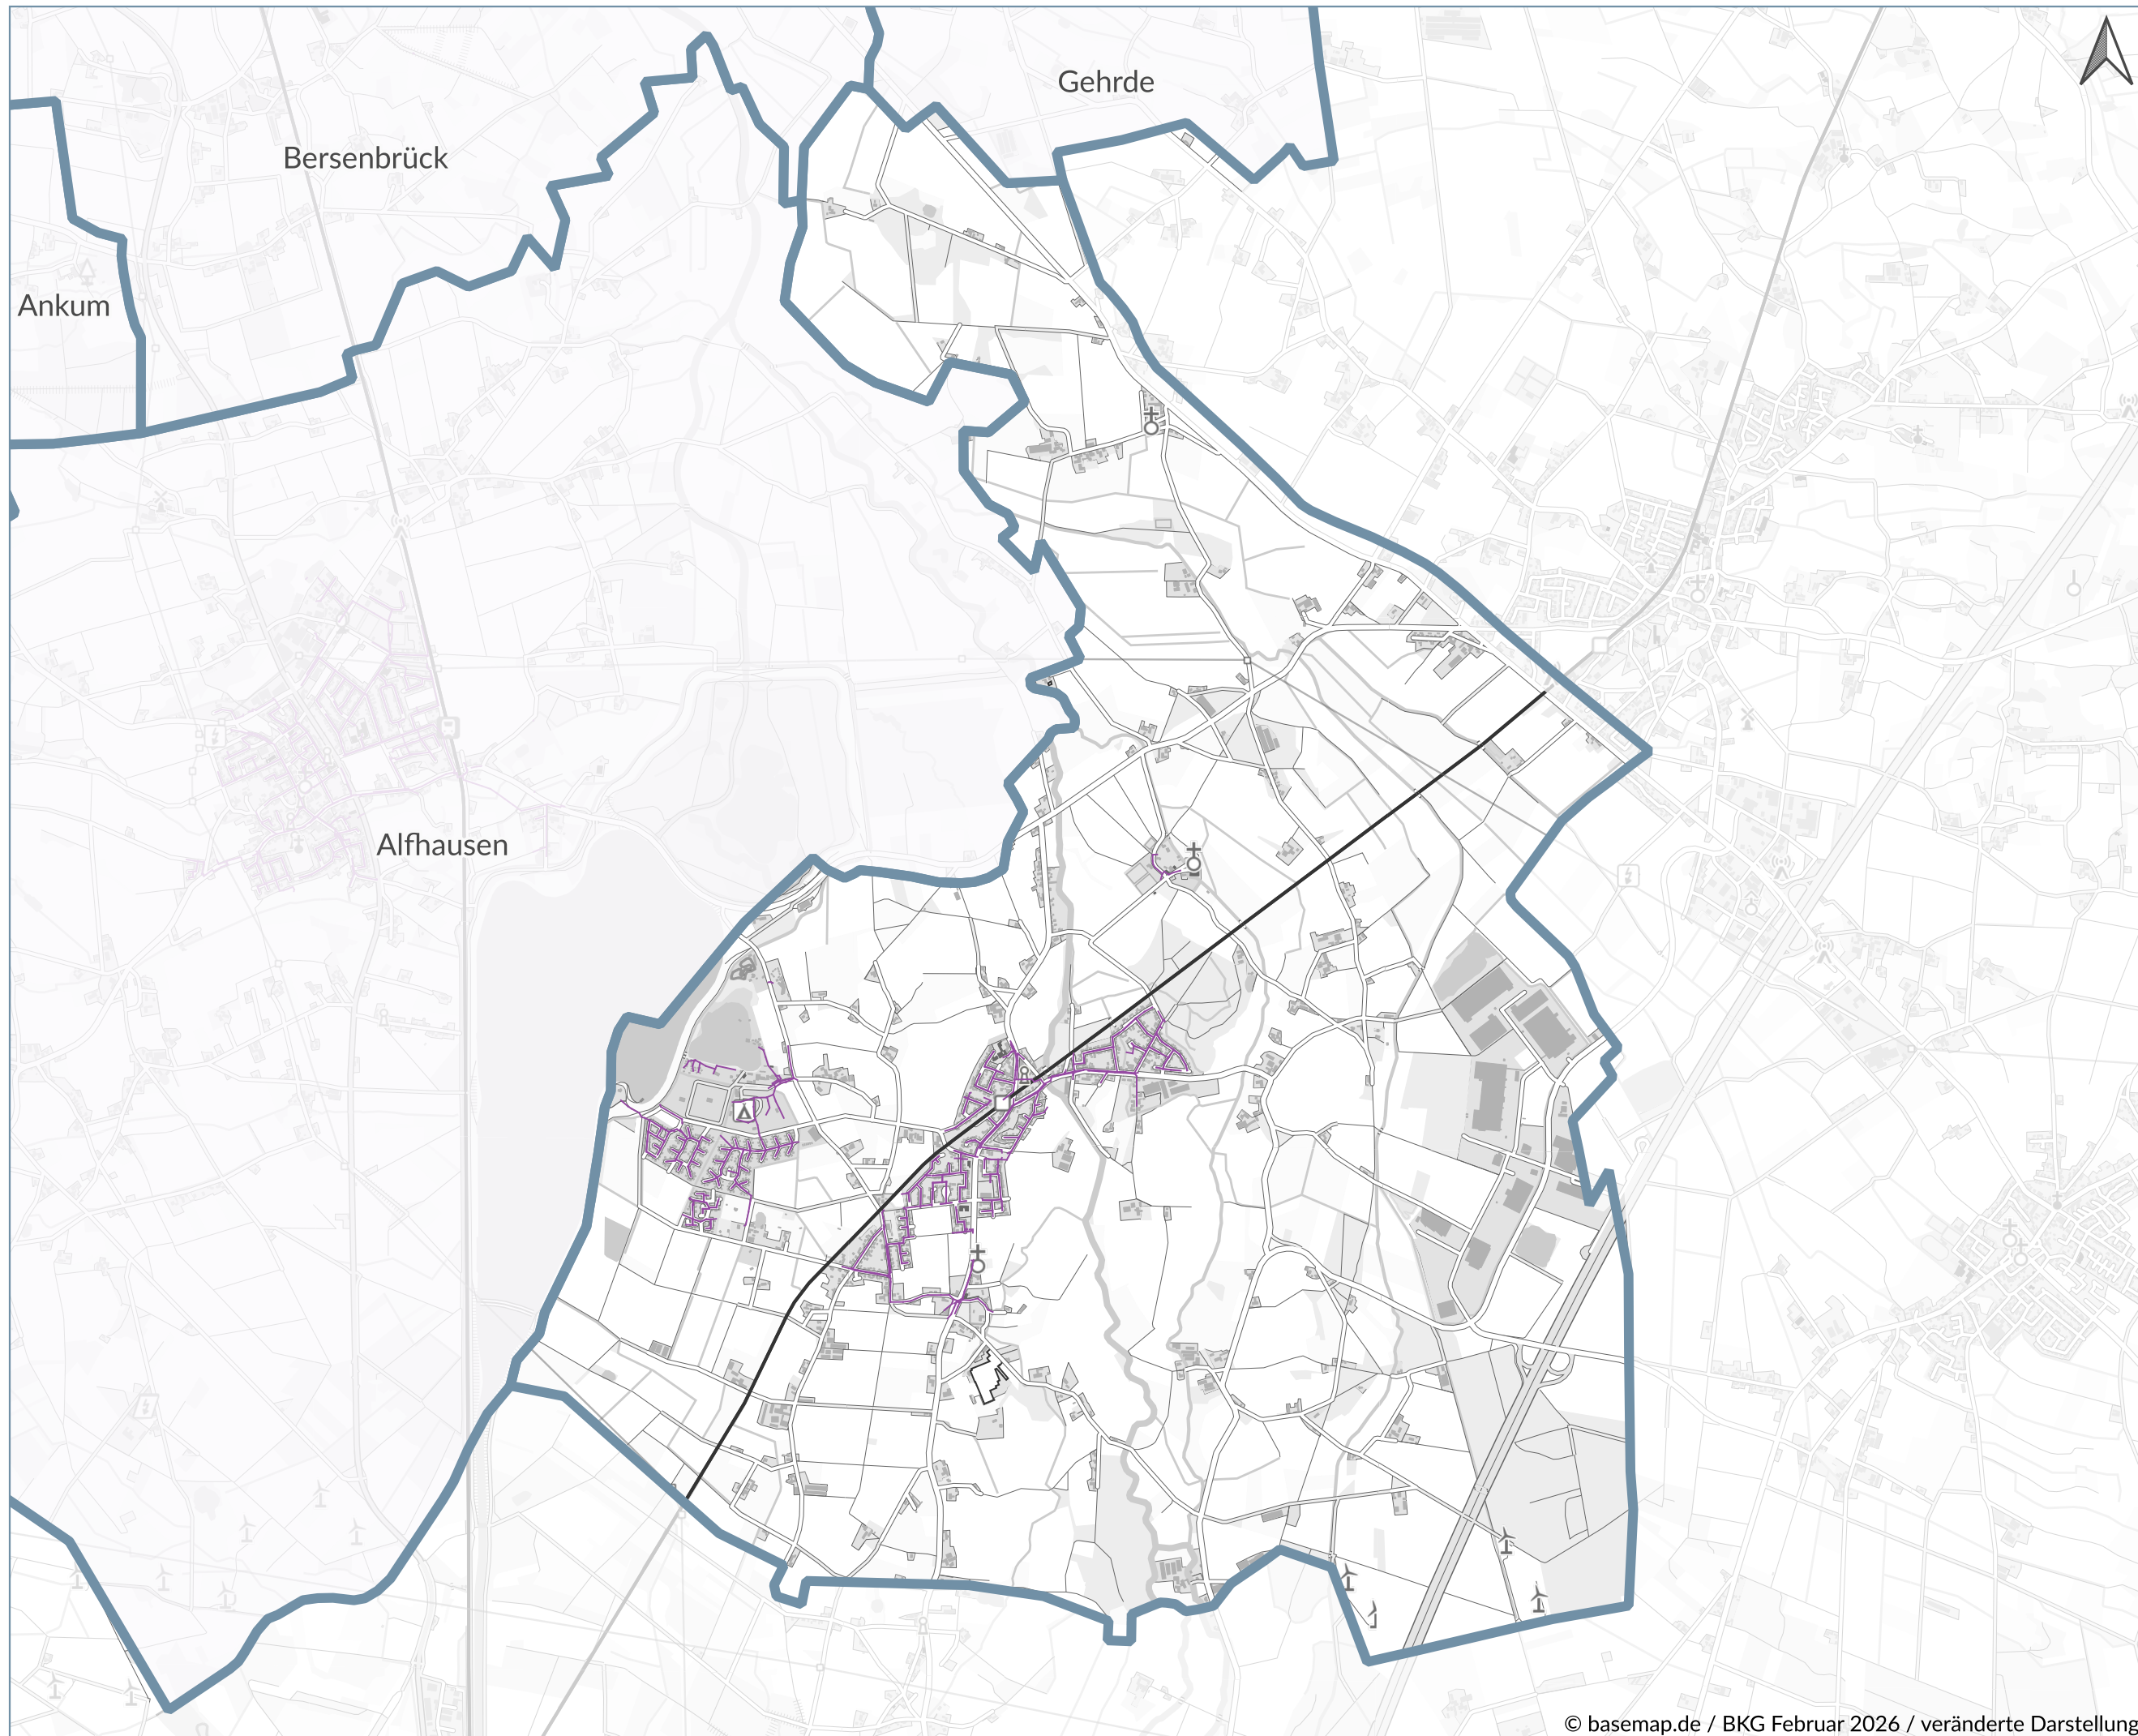 Gehrde
Bersenbrück
Ankum
Alfhausen
© basemap.de / BKG Februar 2026 / veränderte Darstellung